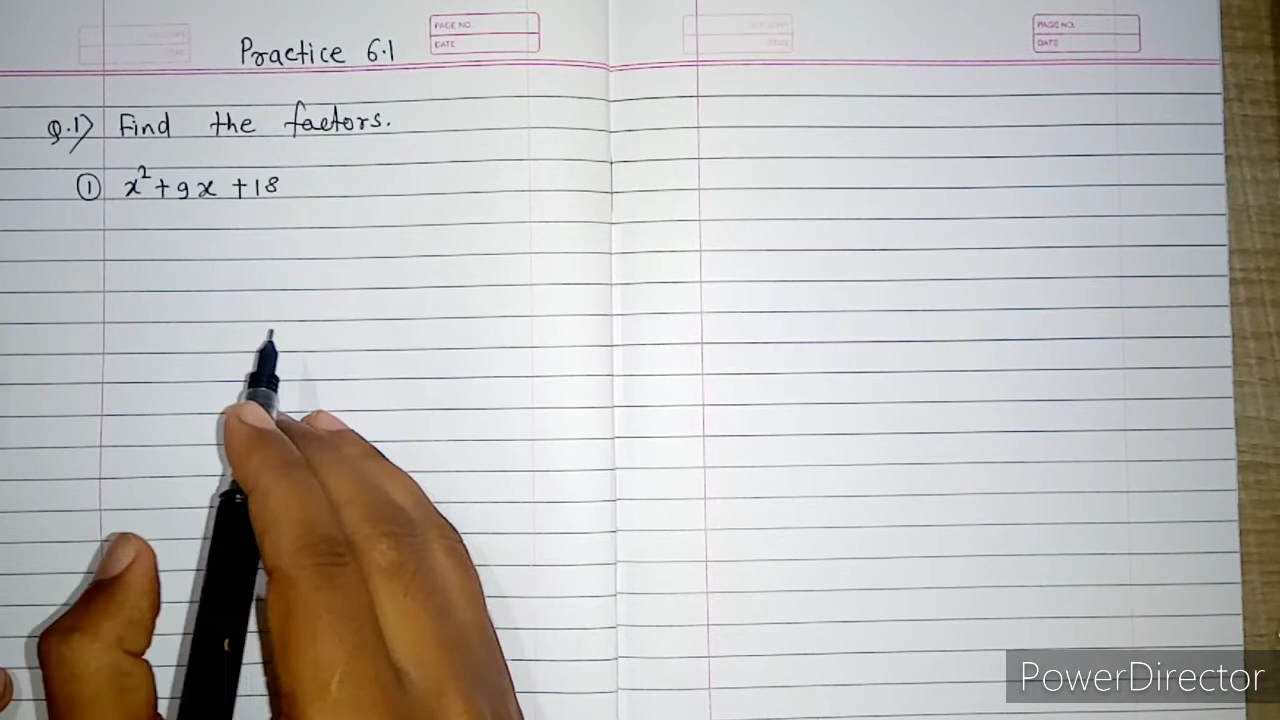 PAGE NO.
DATE
PAGE NO.
DATE
Practice 6.1
Q.1) Find the factors.
① x² + 9x + 18
PowerDirector